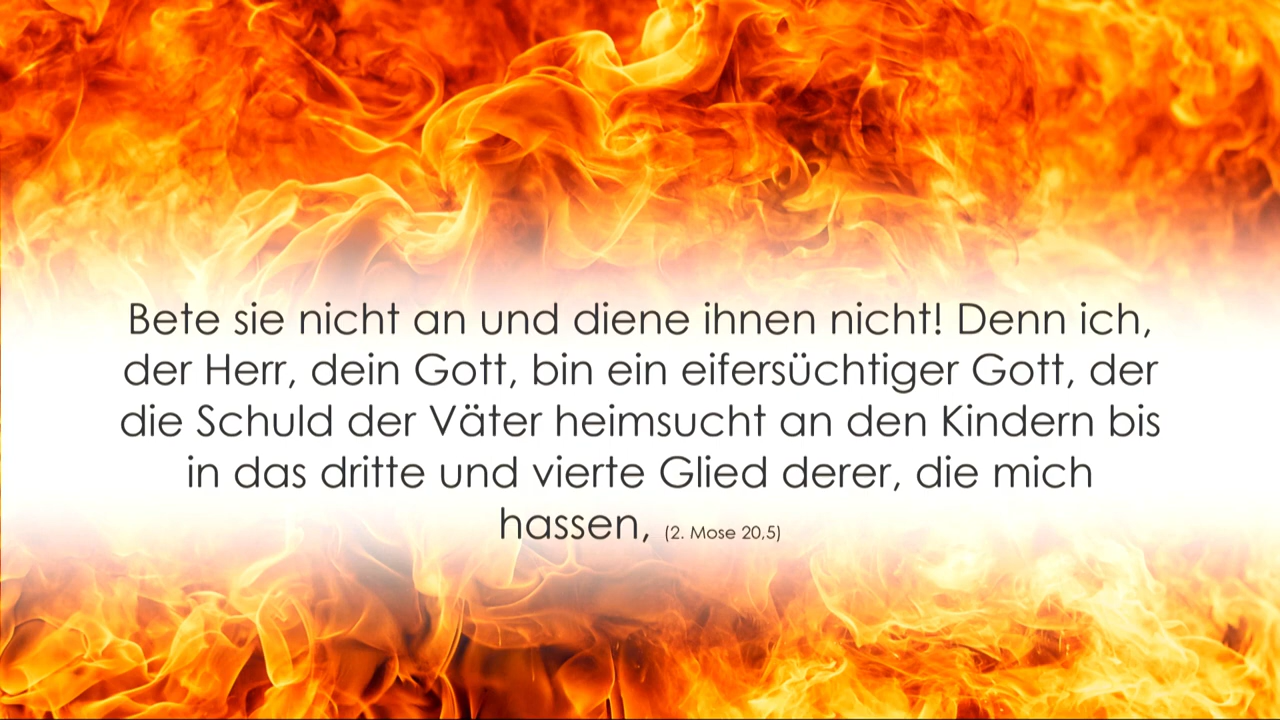 Bete sie nicht an und diene ihnen nicht! Denn ich,
der Herr, dein Gott, bin ein eifersüchtiger Gott, der
die Schuld der Väter heimsucht an den Kindern bis
in das dritte und vierte Glied derer, die mich
hassen, (2. Mose 20,5)